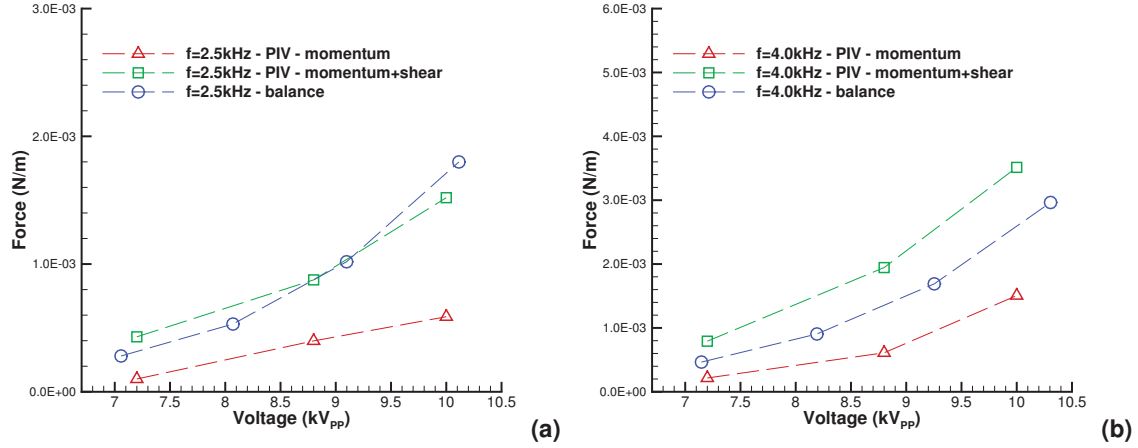 3.0E-03
f=2.5kHz - PIV - momentum
f=2.5kHz - PIV - momentum+shear
f=2.5kHz - balance
2.0E-03
Force (N/m)
1.0E-03
0.0E+00
7 7.5 8 8.5 9 9.5 10 10.5
Voltage (kVPP)
(a)
6.0E-03
f=4.0kHz - PIV - momentum
f=4.0kHz - PIV - momentum+shear
f=4.0kHz - balance
5.0E-03
4.0E-03
Force (N/m)
3.0E-03
2.0E-03
1.0E-03
0.0E+00
7 7.5 8 8.5 9 9.5 10 10.5
Voltage (kVPP)
(b)